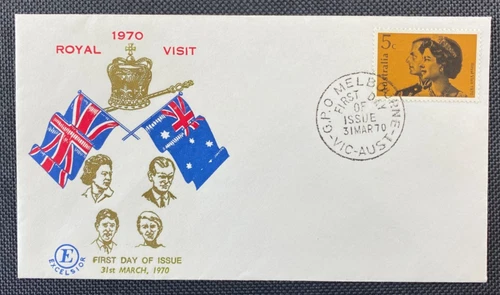 1970
ROYAL VISIT
5c
Australia
G.P.O. MELBOURNE
FIRST DAY
OF
ISSUE
31 MAR 70
-VIC-AUST-
E
EXCELSIOR
FIRST DAY OF ISSUE
31st MARCH, 1970